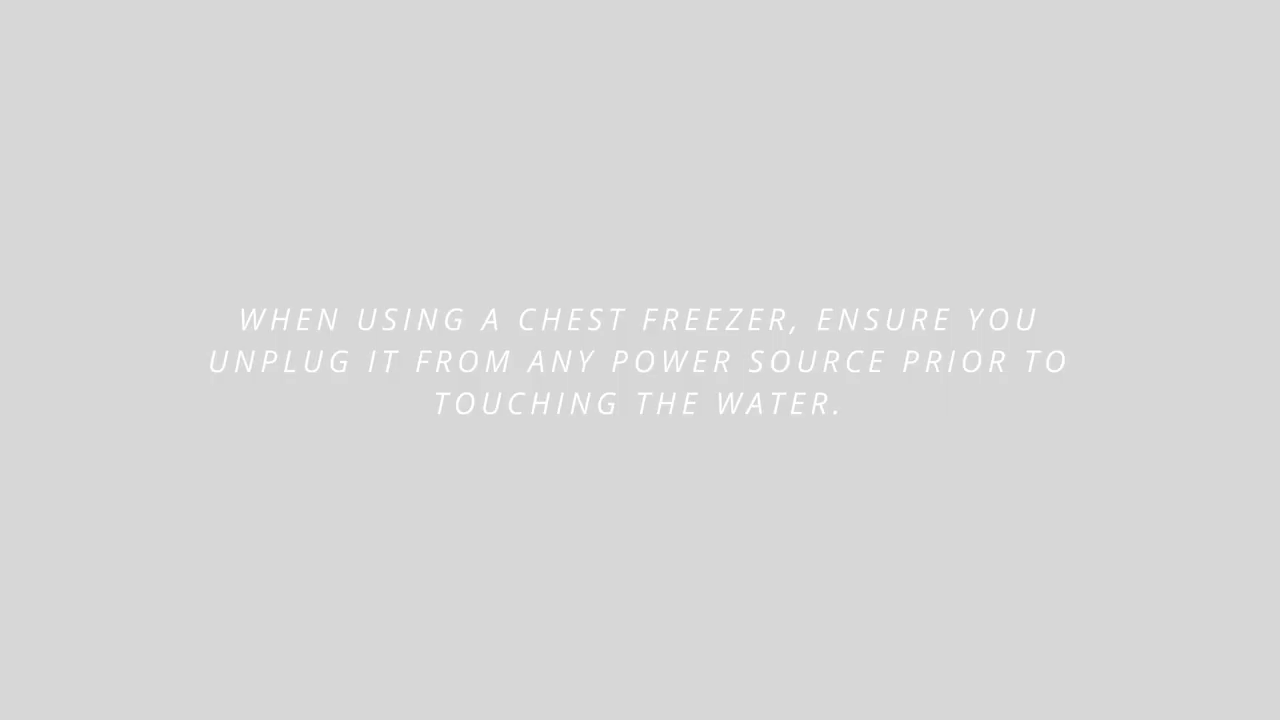 WHEN USING A CHEST FREEZER, ENSURE YOU
UNPLUG IT FROM ANY POWER SOURCE PRIOR TO
TOUCHING THE WATER.